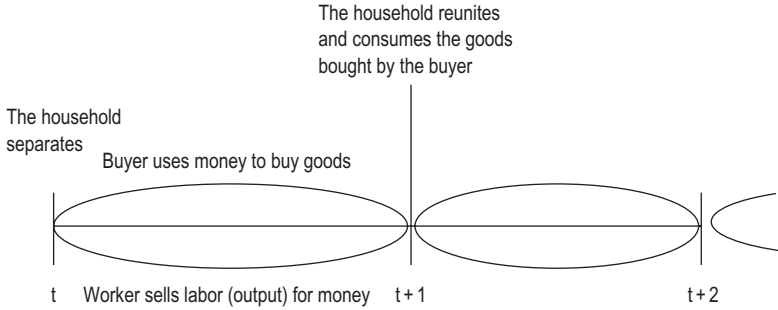 The household reunites
and consumes the goods
bought by the buyer
The household
separates
Buyer uses money to buy goods
t Worker sells labor (output) for money t + 1 t + 2